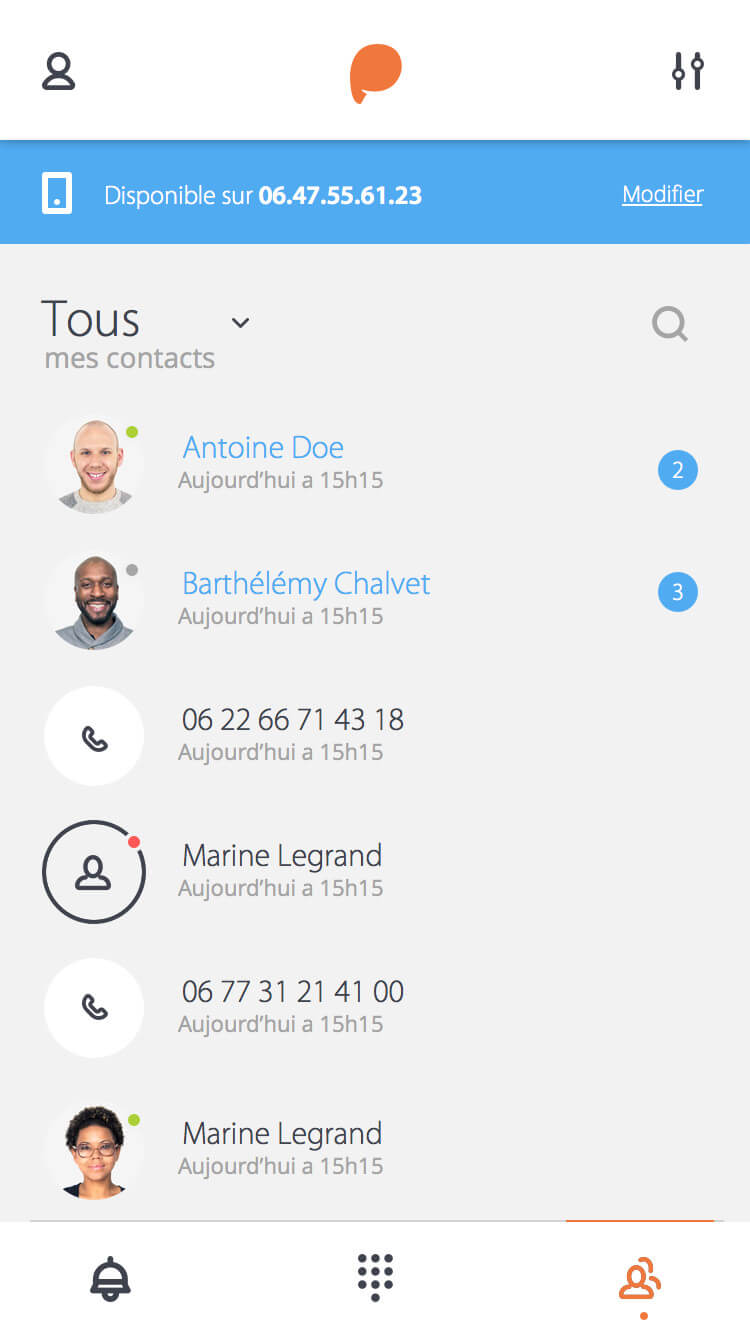 Disponible sur 06.47.55.61.23
Modifier
Tous
mes contacts
Antoine Doe
Aujourd’hui a 15h15
2
Barthélémy Chalvet
Aujourd’hui a 15h15
3
06 22 66 71 43 18
Aujourd’hui a 15h15
Marine Legrand
Aujourd’hui a 15h15
06 77 31 21 41 00
Aujourd’hui a 15h15
Marine Legrand
Aujourd’hui a 15h15